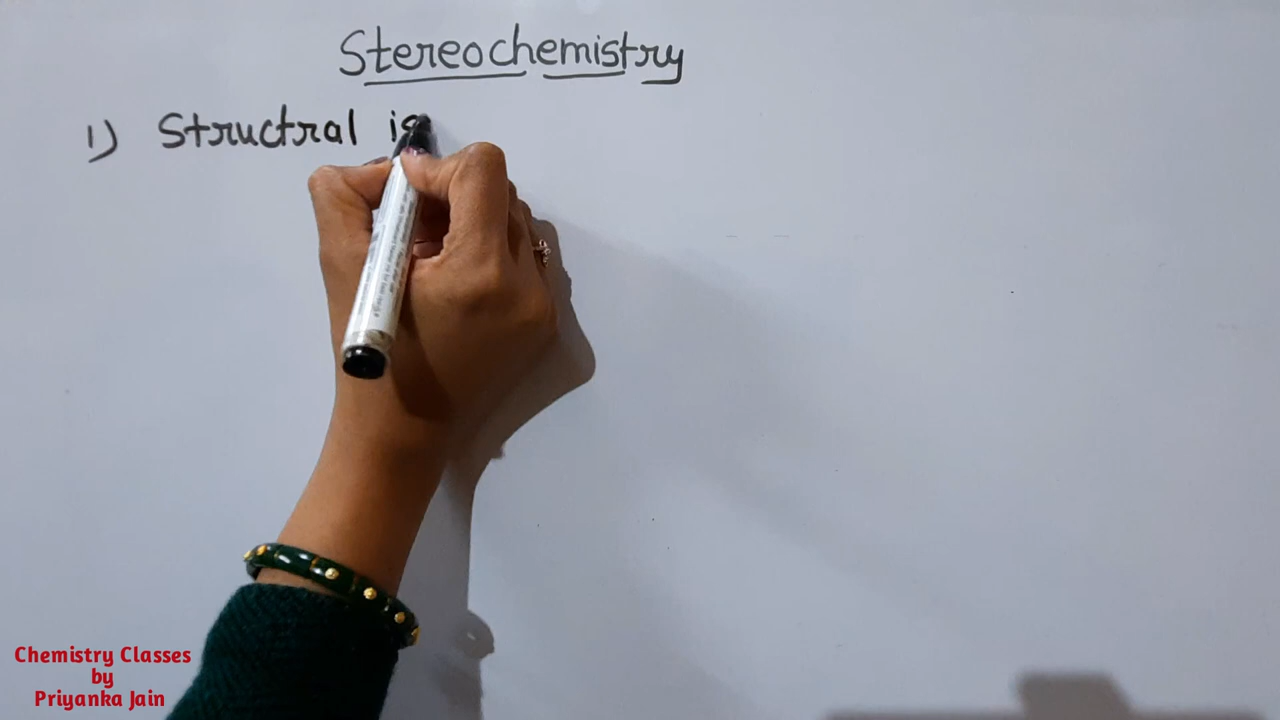 Stereochemistry
1) Structral is
Chemistry Classes
by
Priyanka Jain